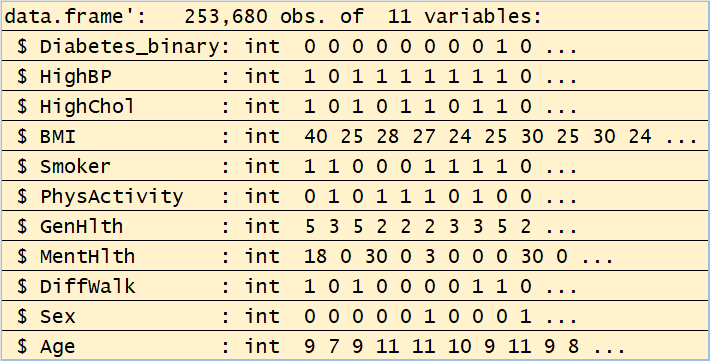 data.frame': 253,680 obs. of 11 variables:
$ Diabetes_binary: int 0 0 0 0 0 0 0 0 1 0 ...
$ HighBP : int 1 0 1 1 1 1 1 1 1 0 ...
$ HighChol : int 1 0 1 0 1 1 0 1 1 0 ...
$ BMI : int 40 25 28 27 24 25 30 25 30 24 ...
$ Smoker : int 1 1 0 0 0 1 1 1 1 0 ...
$ PhysActivity : int 0 1 0 1 1 1 0 1 0 0 ...
$ GenHlth : int 5 3 5 2 2 2 3 3 5 2 ...
$ MentHlth : int 18 0 30 0 3 0 0 0 30 0 ...
$ DiffWalk : int 1 0 1 0 0 0 0 1 1 0 ...
$ Sex : int 0 0 0 0 0 1 0 0 0 1 ...
$ Age : int 9 7 9 11 11 10 9 11 9 8 ...